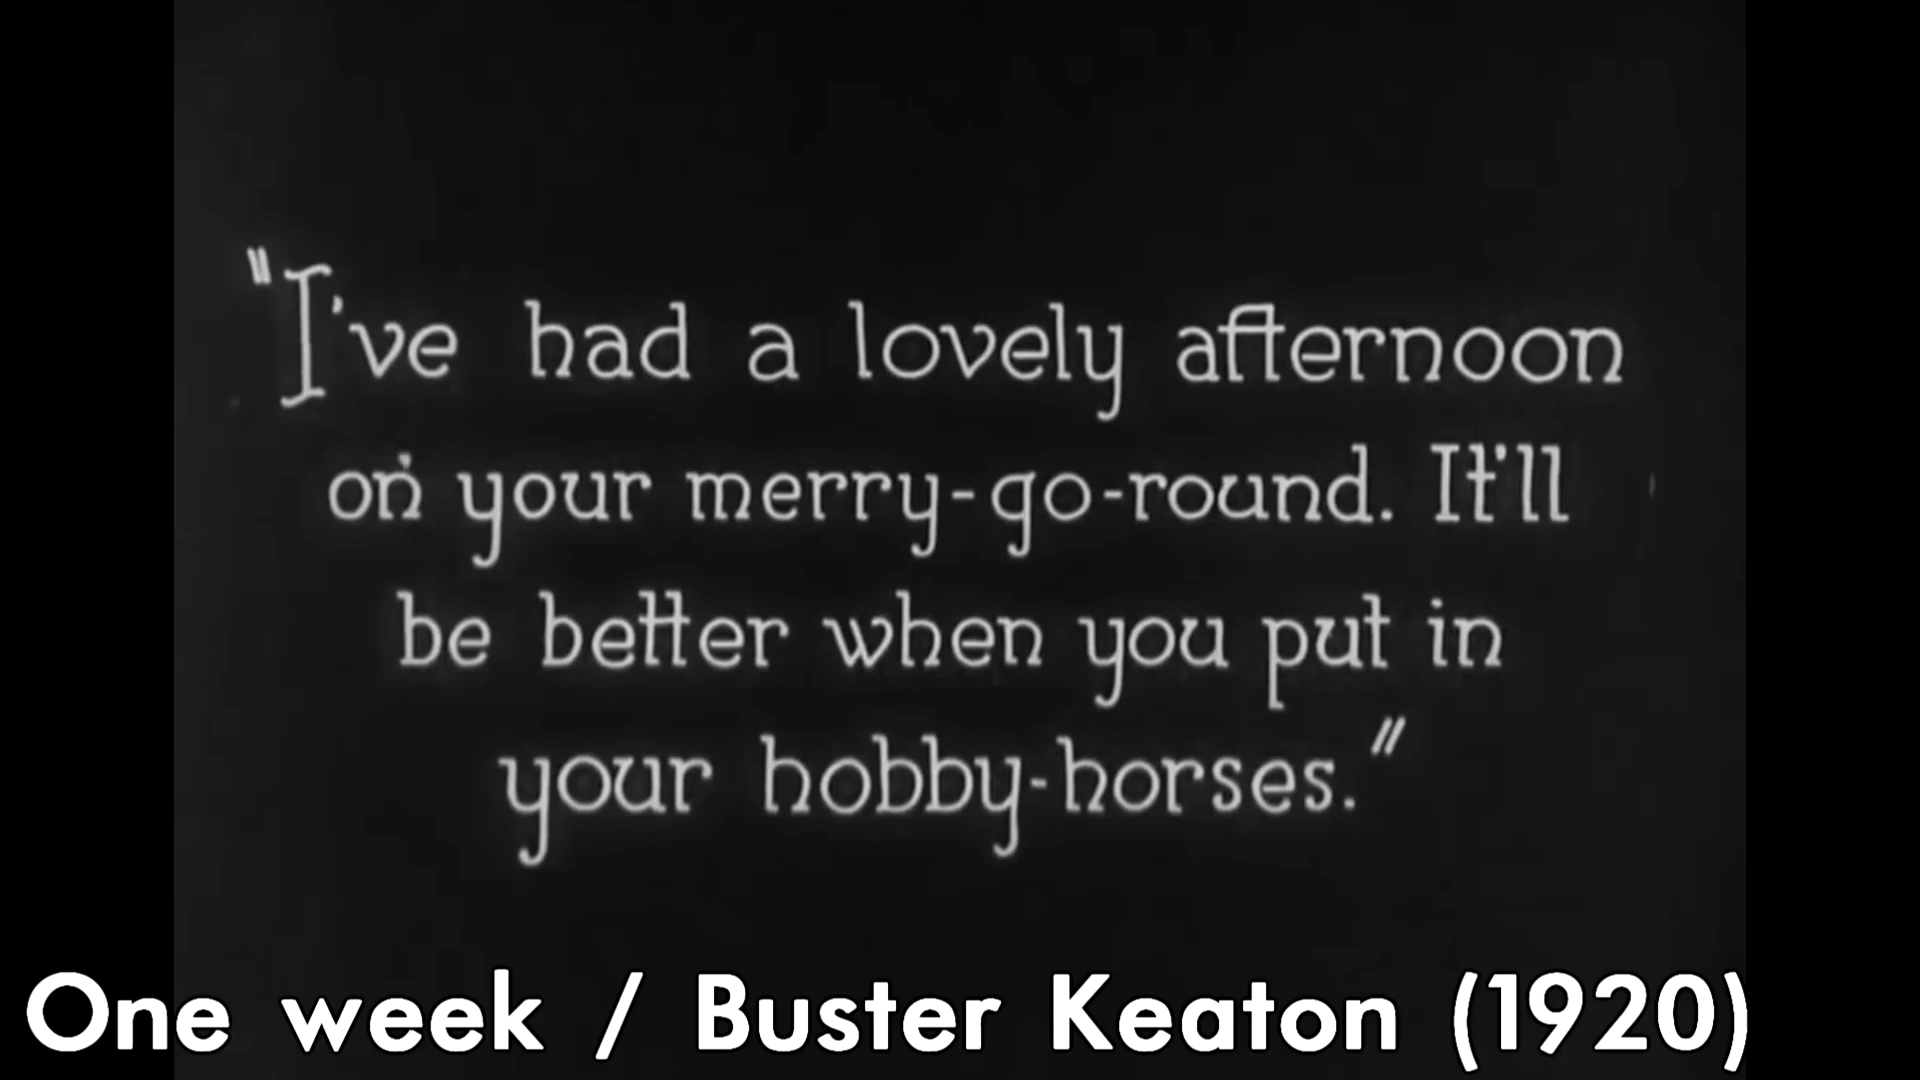 "I've had a lovely afternoon
on your merry-go-round. It'll
be better when you put in
your hobby-horses."
One week / Buster Keaton (1920)